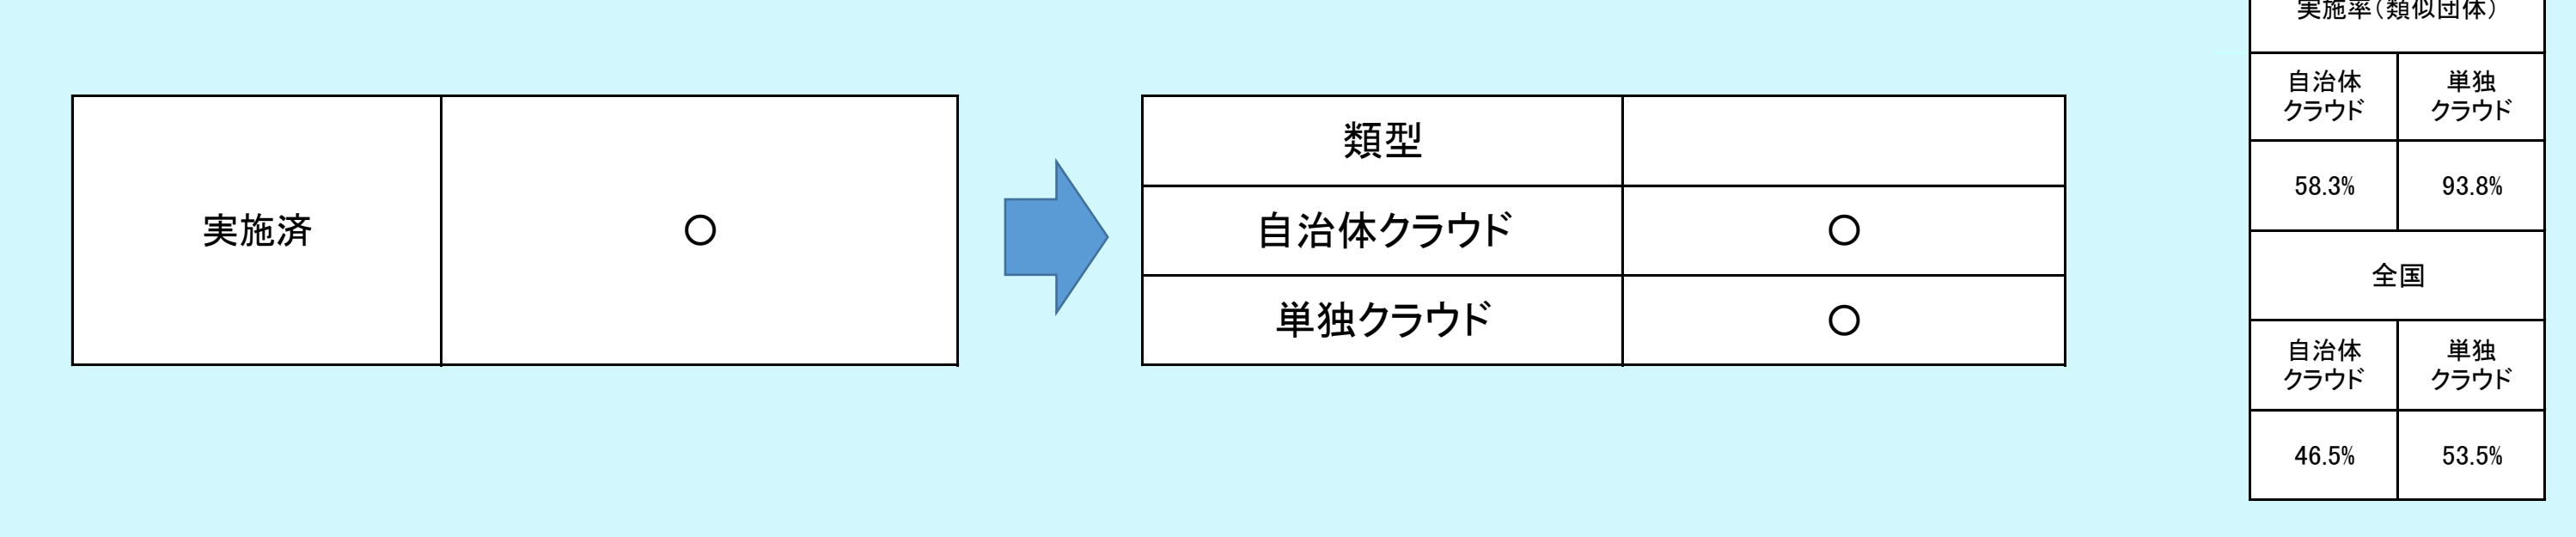 実施率(類似団体)
自治体
クラウド
単独
クラウド
58.3%
93.8%
全国
自治体
クラウド
単独
クラウド
46.5%
53.5%
実施済
○
類型
自治体クラウド
○
単独クラウド
○